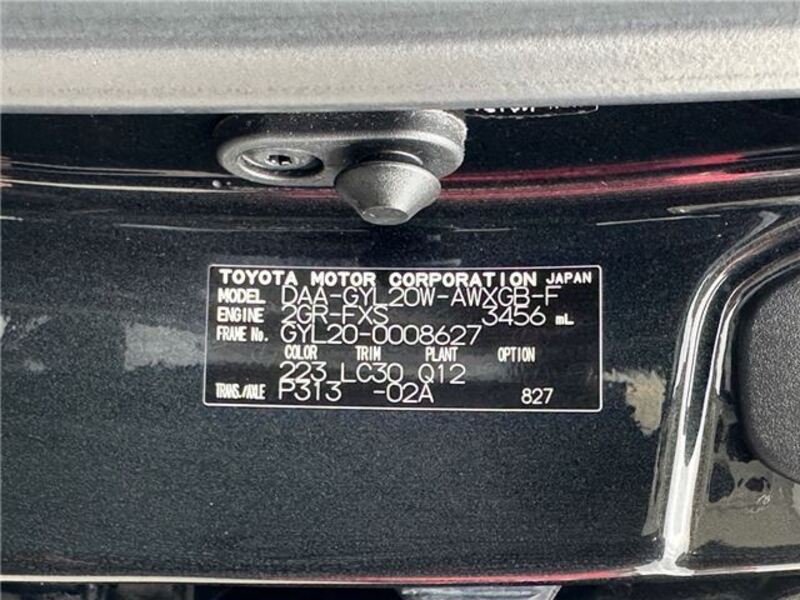 TOYOTA MOTOR CORPORATION JAPAN
MODEL DAA-GYL20W-AWXGB-F
ENGINE 2GR-FXS 3456 mL
FRAME No. GYL20-0008627
COLOR TRIM PLANT OPTION
223 LC30 Q12
TRANS./AXLE P313 -02A 827